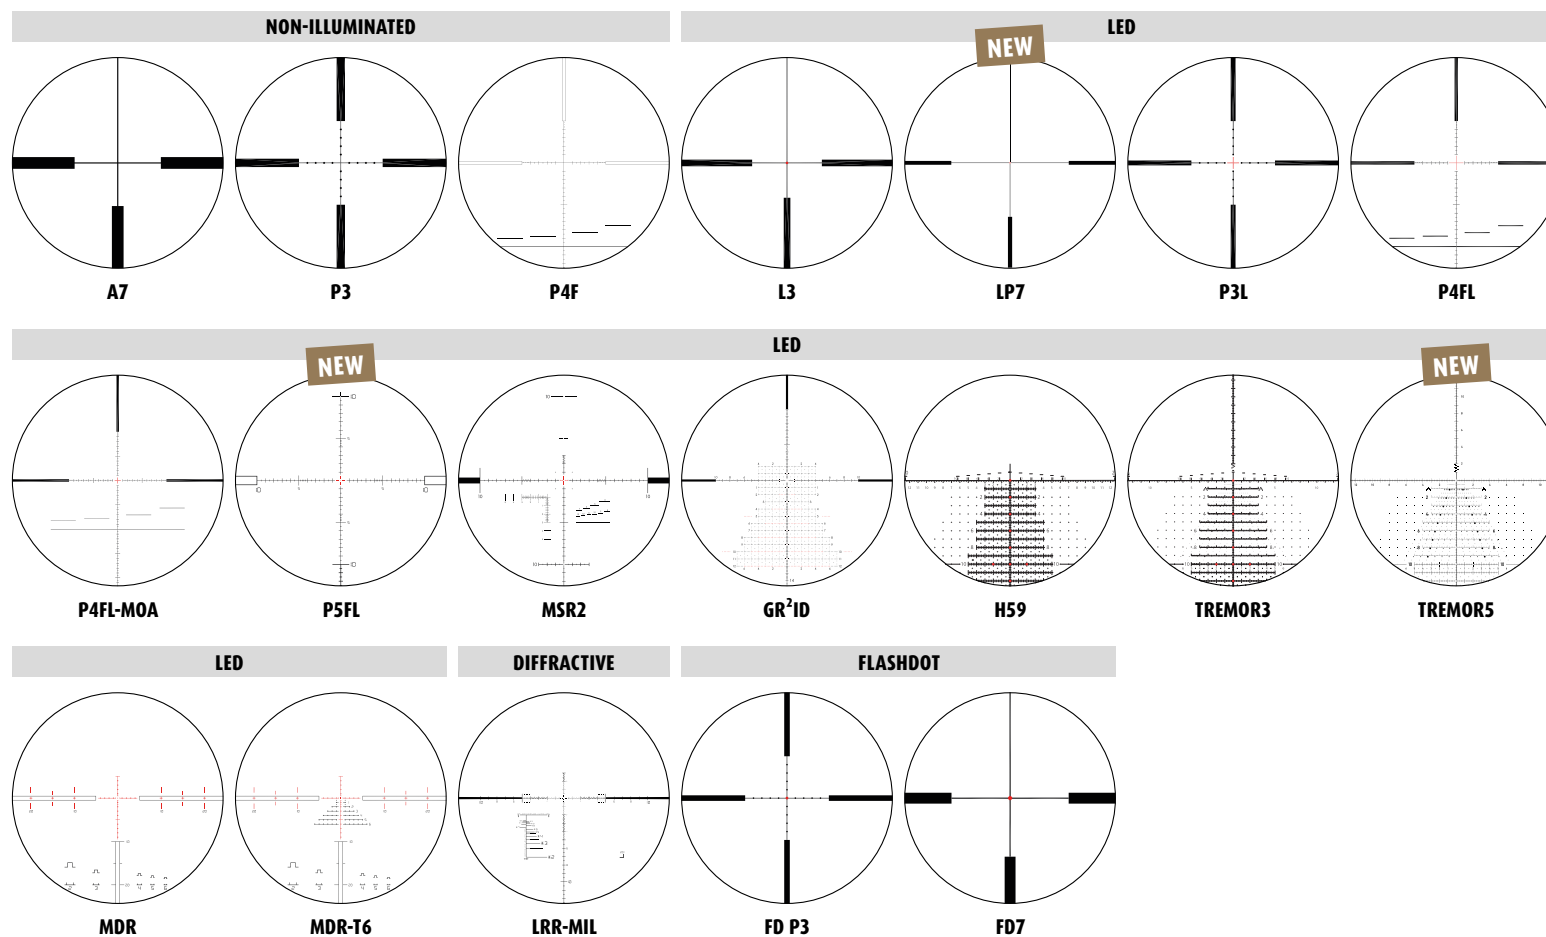 NON-ILLUMINATED
LED
NEW
A7
P3
P4F
L3
LP7
P3L
P4FL
LED
NEW
NEW
P4FL-MOA
P5FL
MSR2
GR²ID
H59
TREMOR3
TREMOR5
LED
DIFFRACTIVE
FLASHDOT
MDR
MDR-T6
LRR-MIL
FD P3
FD7